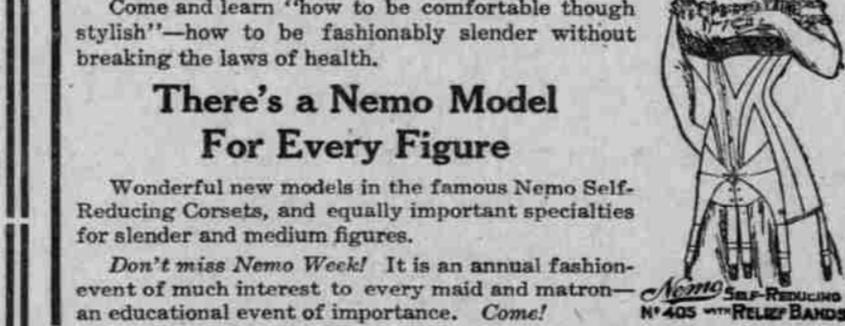 Come and learn "how to be comfortable though
stylish"—how to be fashionably slender without
breaking the laws of health.
There's a Nemo Model
For Every Figure
Wonderful new models in the famous Nemo Self-
Reducing Corsets, and equally important specialties
for slender and medium figures.
Don't miss Nemo Week! It is an annual fashion-
event of much interest to every maid and matron—
an educational event of importance. Come!
Nemo SELF-REDUCING
No 405 WITH RELIEF BANDS